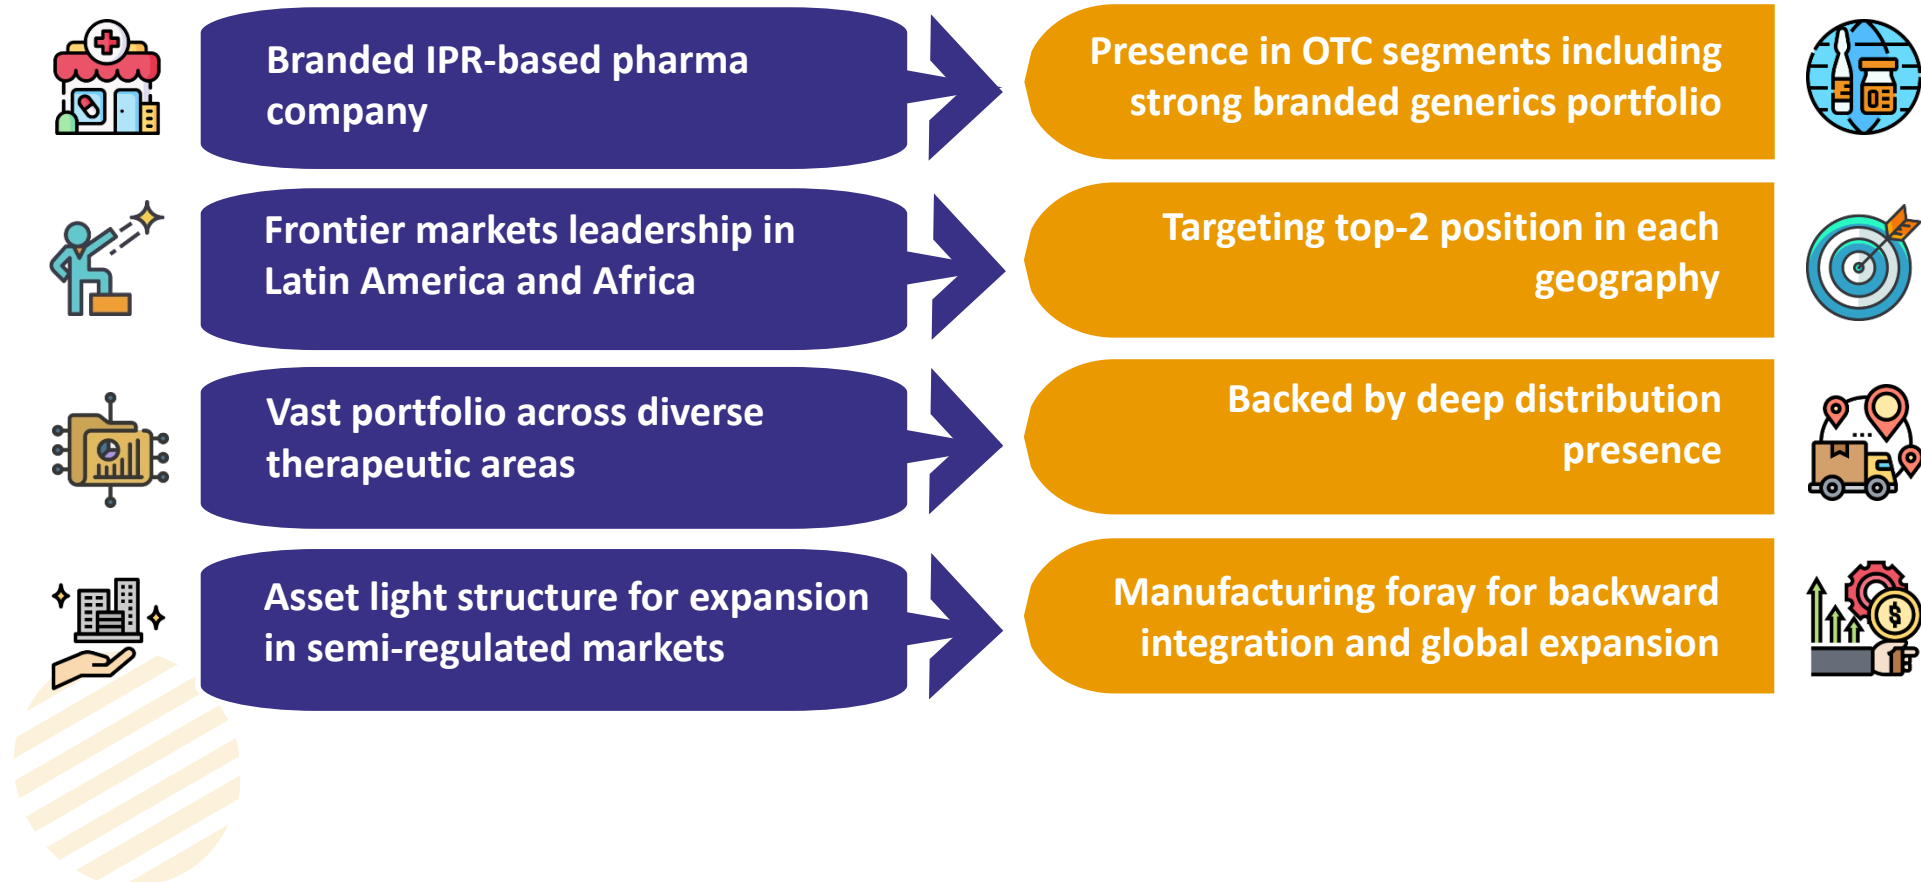 Branded IPR-based pharma
company
Presence in OTC segments including
strong branded generics portfolio
Frontier markets leadership in
Latin America and Africa
Targeting top-2 position in each
geography
Vast portfolio across diverse
therapeutic areas
Backed by deep distribution
presence
Asset light structure for expansion
in semi-regulated markets
Manufacturing foray for backward
integration and global expansion